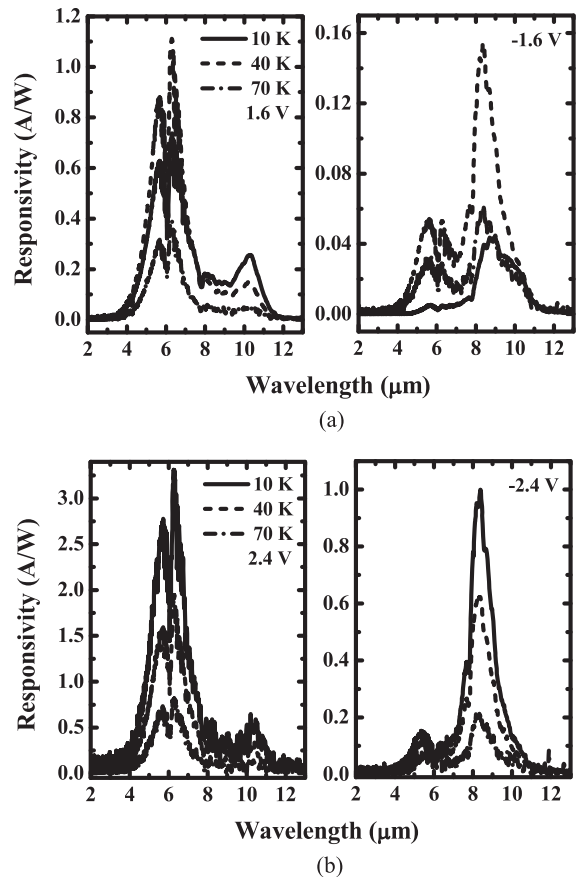 Responsivity (A/W)
1.2
1.0
0.8
0.6
0.4
0.2
0.0
10 K
40 K
70 K
1.6 V
2 4 6 8 10 12
0.16
0.12
0.08
0.04
0.00
-1.6 V
2 4 6 8 10 12
Wavelength (μm)
(a)
Responsivity (A/W)
3.0
2.5
2.0
1.5
1.0
0.5
0.0
10 K
40 K
70 K
2.4 V
2 4 6 8 10 12
1.0
0.8
0.6
0.4
0.2
0.0
-2.4 V
2 4 6 8 10 12
Wavelength (μm)
(b)